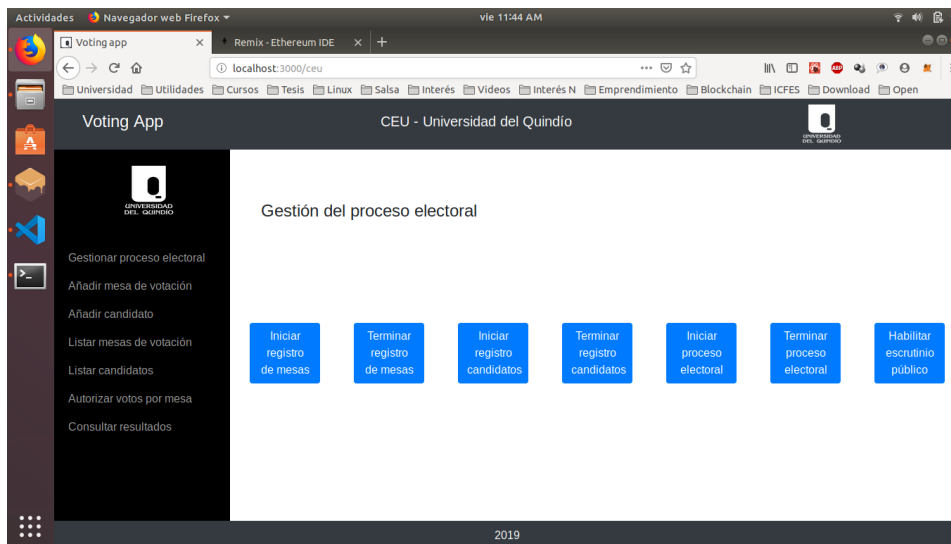 Actividades Navegador web Firefox vie 11:44 AM
Voting app Remix - Ethereum IDE
localhost:3000/ceu
Universidad Utilidades Cursos Tesis Linux Salsa Interés Videos Interés N Emprendimiento Blockchain ICFES Download Open
Voting App CEU - Universidad del Quindío
UNIVERSIDAD
DEL QUINDÍO
UNIVERSIDAD
DEL QUINDÍO
Gestión del proceso electoral
Gestionar proceso electoral
Añadir mesa de votación
Añadir candidato
Listar mesas de votación
Listar candidatos
Autorizar votos por mesa
Consultar resultados
Iniciar
registro
de mesas
Terminar
registro
de mesas
Iniciar
registro
candidatos
Terminar
registro
candidatos
Iniciar
proceso
electoral
Terminar
proceso
electoral
Habilitar
escrutinio
público
2019